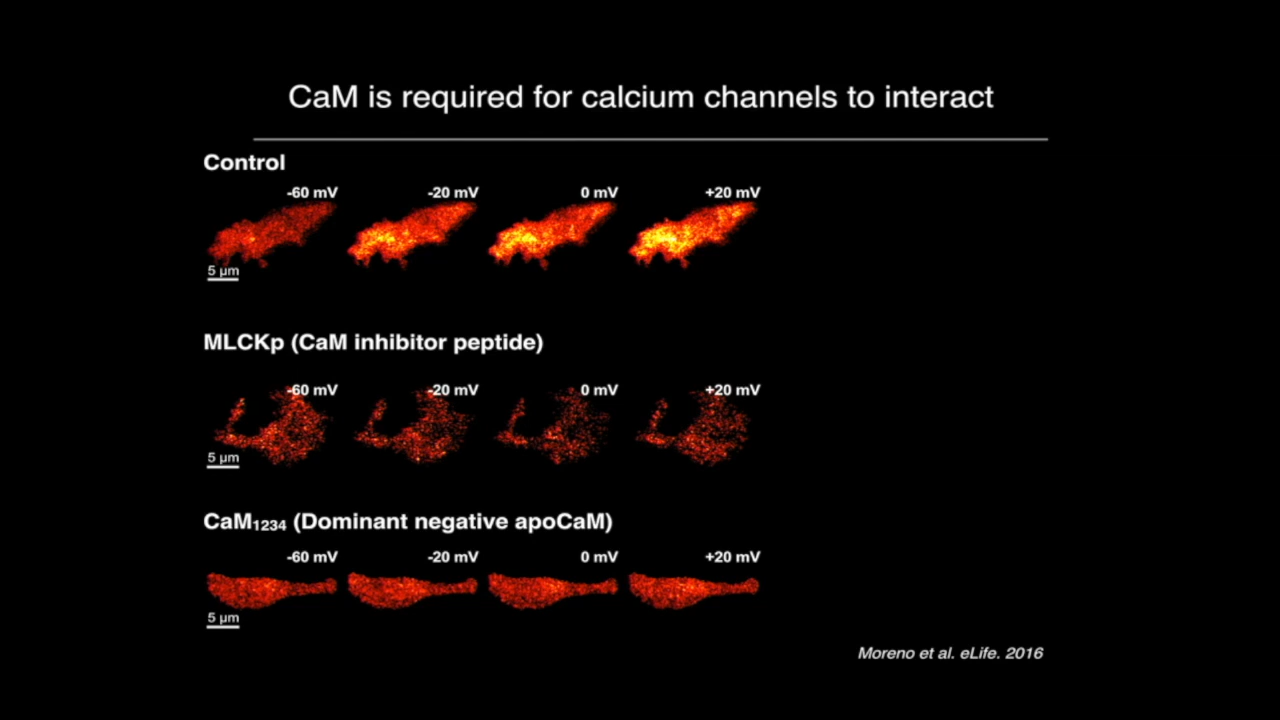 CaM is required for calcium channels to interact
Control
-60 mV -20 mV 0 mV +20 mV
5 µm
MLCKp (CaM inhibitor peptide)
-60 mV -20 mV 0 mV +20 mV
5 µm
CaM₁₂₃₄ (Dominant negative apoCaM)
-60 mV -20 mV 0 mV +20 mV
5 µm
Moreno et al. eLife. 2016